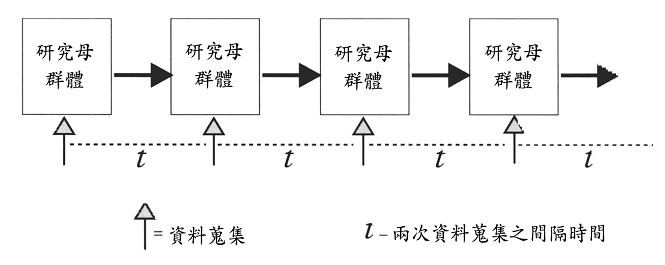 研究母 研究母 研究母 研究母
群體 群體 群體 群體
t t t t
= 資料蒐集 t – 兩次資料蒐集之間隔時間